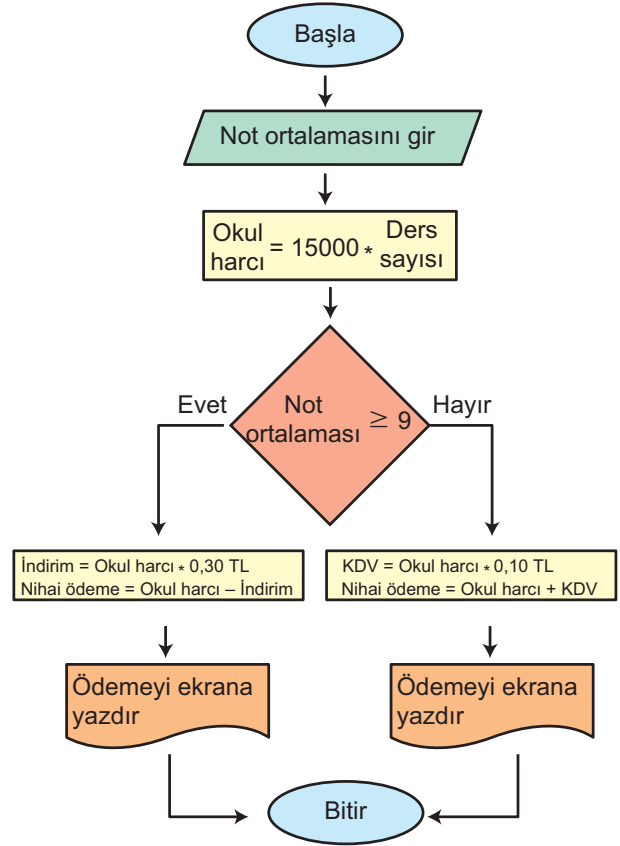 Başla
Not ortalamasını gir
Okul harcı = 15000 * Ders sayısı
Evet
Not ortalaması ≥ 9
Hayır
İndirim = Okul harcı * 0,30 TL
Nihai ödeme = Okul harcı – İndirim
KDV = Okul harcı * 0,10 TL
Nihai ödeme = Okul harcı + KDV
Ödemeyi ekrana
yazdır
Ödemeyi ekrana
yazdır
Bitir